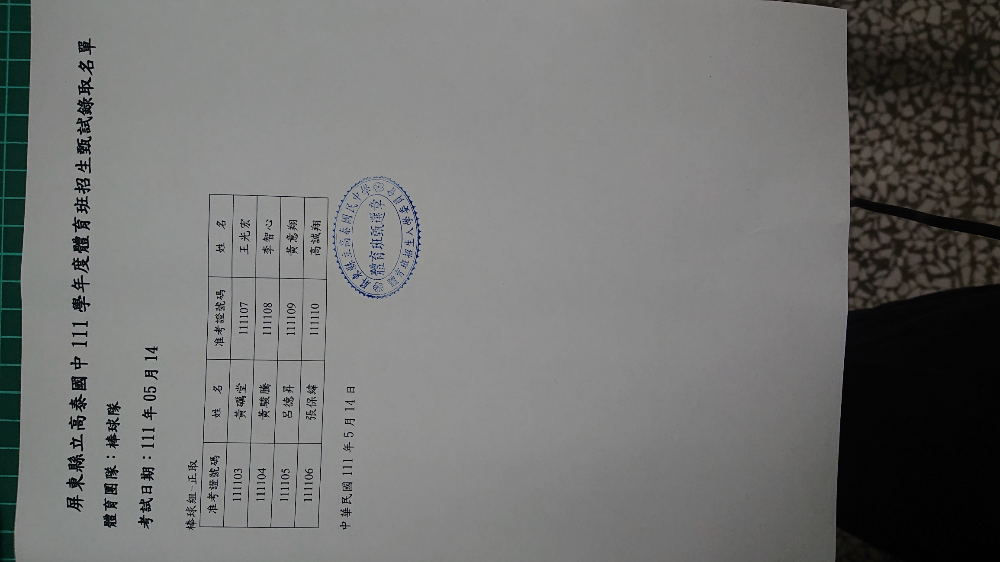 屏東縣立高泰國中 111 學年度體育班招生甄試錄取名單
體育團隊：棒球隊
考試日期：111 年 05 月 14
棒球組-正取
准考證號碼 姓 名 准考證號碼 姓 名
111103 黃礪堂 111107 王光宏
111104 黃駿騰 111108 李智心
111105 呂德昇 111109 黃意翔
111106 張保緯 111110 高誠翔
中華民國 111 年 5 月 14 日
屏東縣立高泰國民中學
體育班甄選章
體育班招生入學委員會